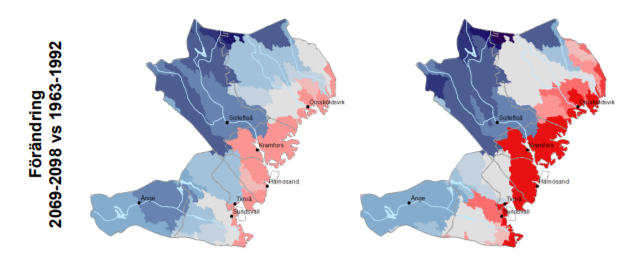 Förändring
2069-2098 vs 1963-1992
Örnsköldsvik
Sollefteå
Kramfors
Härnösand
Ånge
Timrå
Sundsvall
Örnsköldsvik
Sollefteå
Kramfors
Härnösand
Ånge
Timrå
Sundsvall